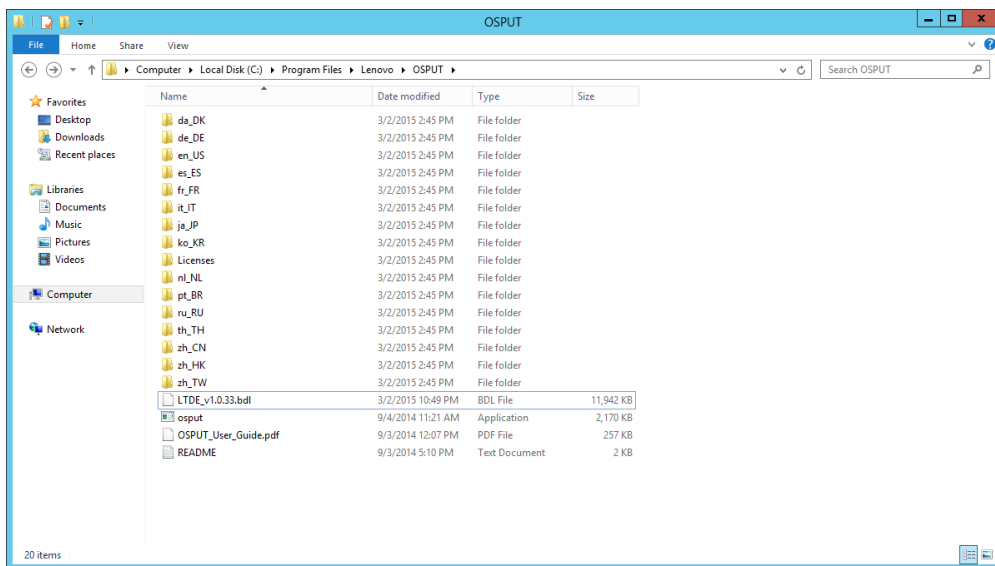 OSPUT
File Home Share View
Computer Local Disk (C:) Program Files Lenovo OSPUT Search OSPUT
Favorites
Desktop
Downloads
Recent places
Libraries
Documents
Music
Pictures
Videos
Computer
Network
Name Date modified Type Size
da_DK 3/2/2015 2:45 PM File folder
de_DE 3/2/2015 2:45 PM File folder
en_US 3/2/2015 2:45 PM File folder
es_ES 3/2/2015 2:45 PM File folder
fr_FR 3/2/2015 2:45 PM File folder
it_IT 3/2/2015 2:45 PM File folder
ja_JP 3/2/2015 2:45 PM File folder
ko_KR 3/2/2015 2:45 PM File folder
Licenses 3/2/2015 2:45 PM File folder
nl_NL 3/2/2015 2:45 PM File folder
pt_BR 3/2/2015 2:45 PM File folder
ru_RU 3/2/2015 2:45 PM File folder
th_TH 3/2/2015 2:45 PM File folder
zh_CN 3/2/2015 2:45 PM File folder
zh_HK 3/2/2015 2:45 PM File folder
zh_TW 3/2/2015 2:45 PM File folder
LTDE_v1.0.33.bdl 3/2/2015 10:49 PM BDL File 11,942 KB
osput 9/4/2014 11:21 AM Application 2,170 KB
OSPUT_User_Guide.pdf 9/3/2014 12:07 PM PDF File 257 KB
README 9/3/2014 5:10 PM Text Document 2 KB
20 items